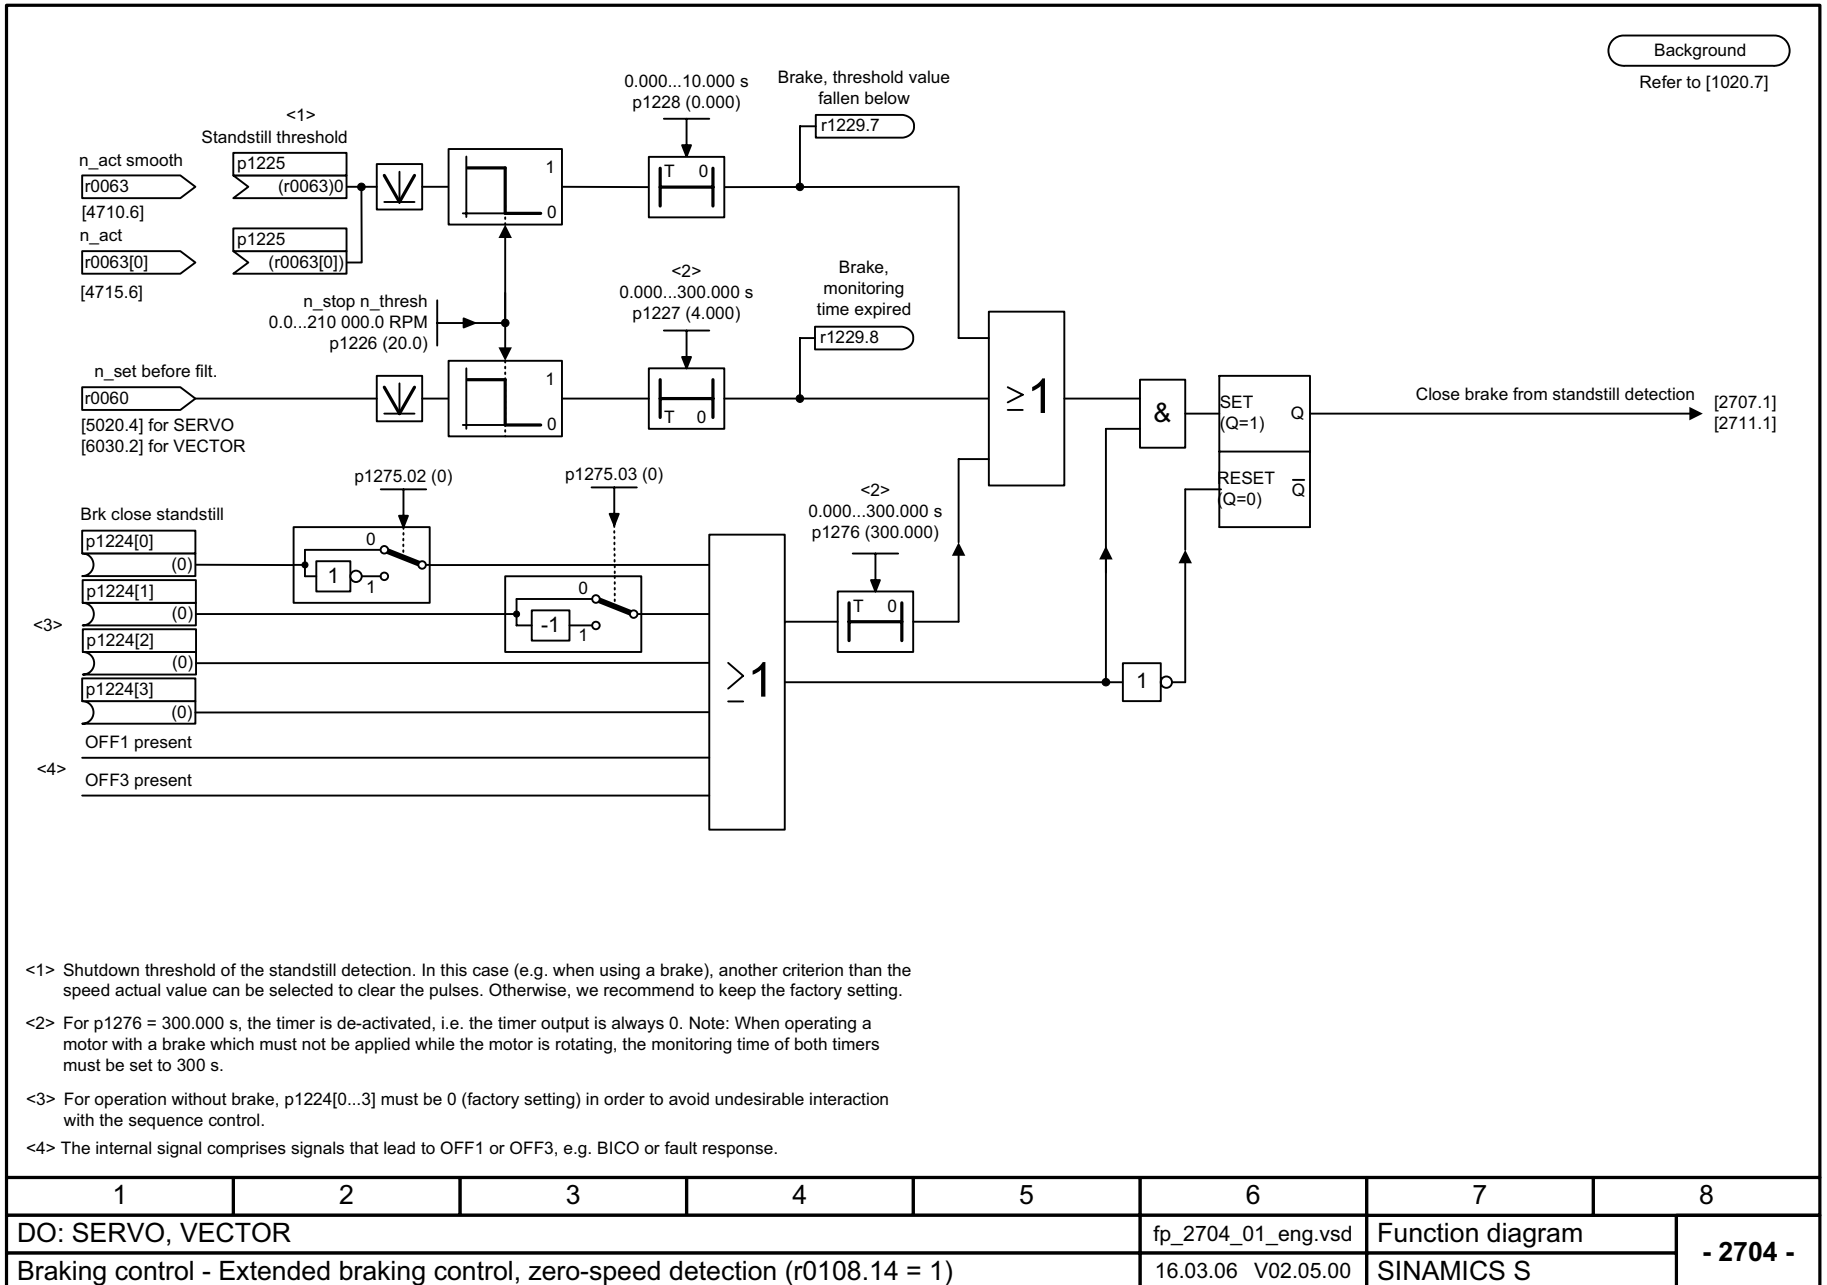 Background
Refer to [1020.7]
0.000...10.000 s
p1228 (0.000)
Brake, threshold value
fallen below
r1229.7
<1>
Standstill threshold
n_act smooth
r0063
[4710.6]
p1225
(r0063)0
1
0
T 0
n_act
r0063[0]
[4715.6]
p1225
(r0063[0])
n_stop n_thresh
0.0...210 000.0 RPM
p1226 (20.0)
<2>
0.000...300.000 s
p1227 (4.000)
Brake,
monitoring
time expired
r1229.8
n_set before filt.
r0060
[5020.4] for SERVO
[6030.2] for VECTOR
1
0
T 0
≥1
&
SET
(Q=1)
Q
RESET
(Q=0)
Q̅
Close brake from standstill detection
[2707.1]
[2711.1]
p1275.02 (0)
p1275.03 (0)
<2>
0.000...300.000 s
p1276 (300.000)
T 0
Brk close standstill
p1224[0]
(0)
0
1
1
p1224[1]
(0)
0
-1
1
<3>
p1224[2]
(0)
p1224[3]
(0)
≥1
1
OFF1 present
<4>
OFF3 present
<1> Shutdown threshold of the standstill detection. In this case (e.g. when using a brake), another criterion than the
speed actual value can be selected to clear the pulses. Otherwise, we recommend to keep the factory setting.
<2> For p1276 = 300.000 s, the timer is de-activated, i.e. the timer output is always 0. Note: When operating a
motor with a brake which must not be applied while the motor is rotating, the monitoring time of both timers
must be set to 300 s.
<3> For operation without brake, p1224[0...3] must be 0 (factory setting) in order to avoid undesirable interaction
with the sequence control.
<4> The internal signal comprises signals that lead to OFF1 or OFF3, e.g. BICO or fault response.
1 2 3 4 5 6 7 8
DO: SERVO, VECTOR
fp_2704_01_eng.vsd
Function diagram
- 2704 -
Braking control - Extended braking control, zero-speed detection (r0108.14 = 1)
16.03.06 V02.05.00
SINAMICS S